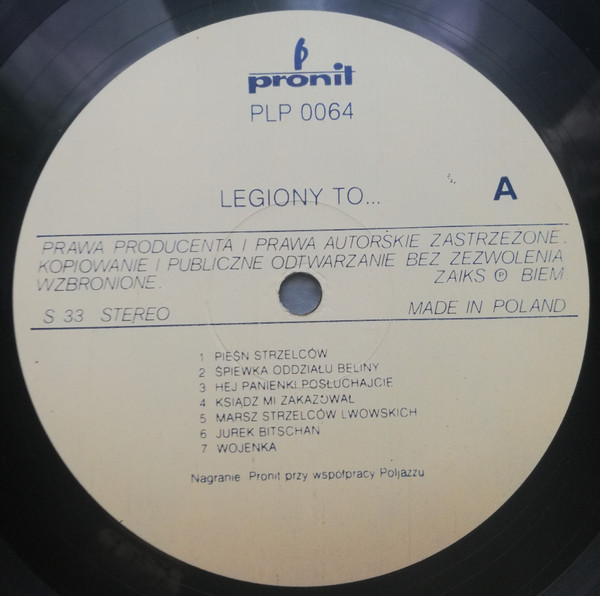 pronit
PLP 0064
LEGIONY TO...
A
PRAWA PRODUCENTA I PRAWA AUTORSKIE ZASTRZEŻONE.
KOPIOWANIE I PUBLICZNE ODTWARZANIE BEZ ZEZWOLENIA
WZBRONIONE. ZAIKS Ⓟ BIEM
S 33 STEREO MADE IN POLAND
1 PIEŚN STRZELCÓW
2 ŚPIEWKA ODDZIAŁU BELINY
3 HEJ PANIENKI POSŁUCHAJCIE
4 KSIĄDZ MI ZAKAZOWAŁ
5 MARSZ STRZELCÓW LWOWSKICH
6 JUREK BITSCHAN
7 WOJENKA
Nagranie Pronit przy współpracy Poljazzu